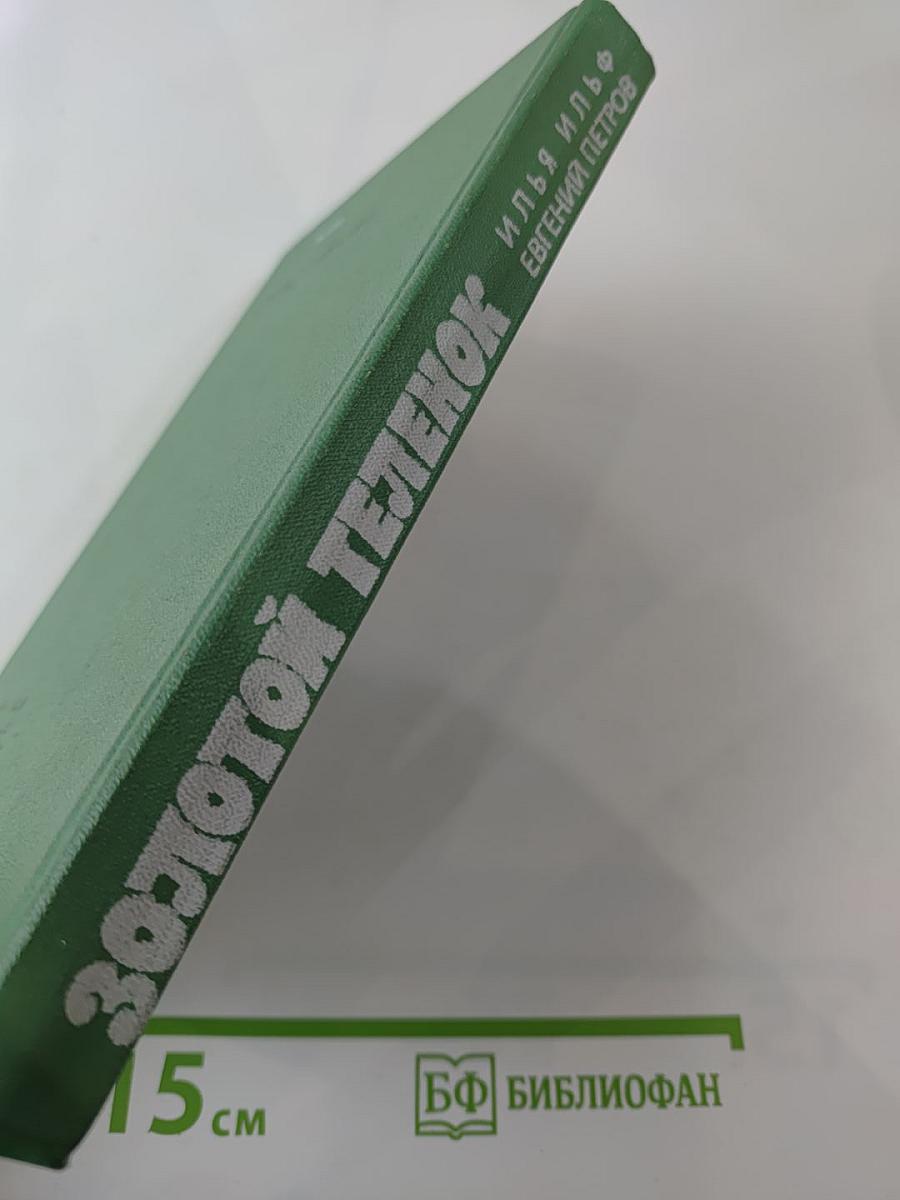 ИЛЬЯ ИЛЬФ
ЕВГЕНИЙ ПЕТРОВ
ЗОЛОТОЙ ТЕЛЕНОК
15 см
БФ БИБЛИОФАН